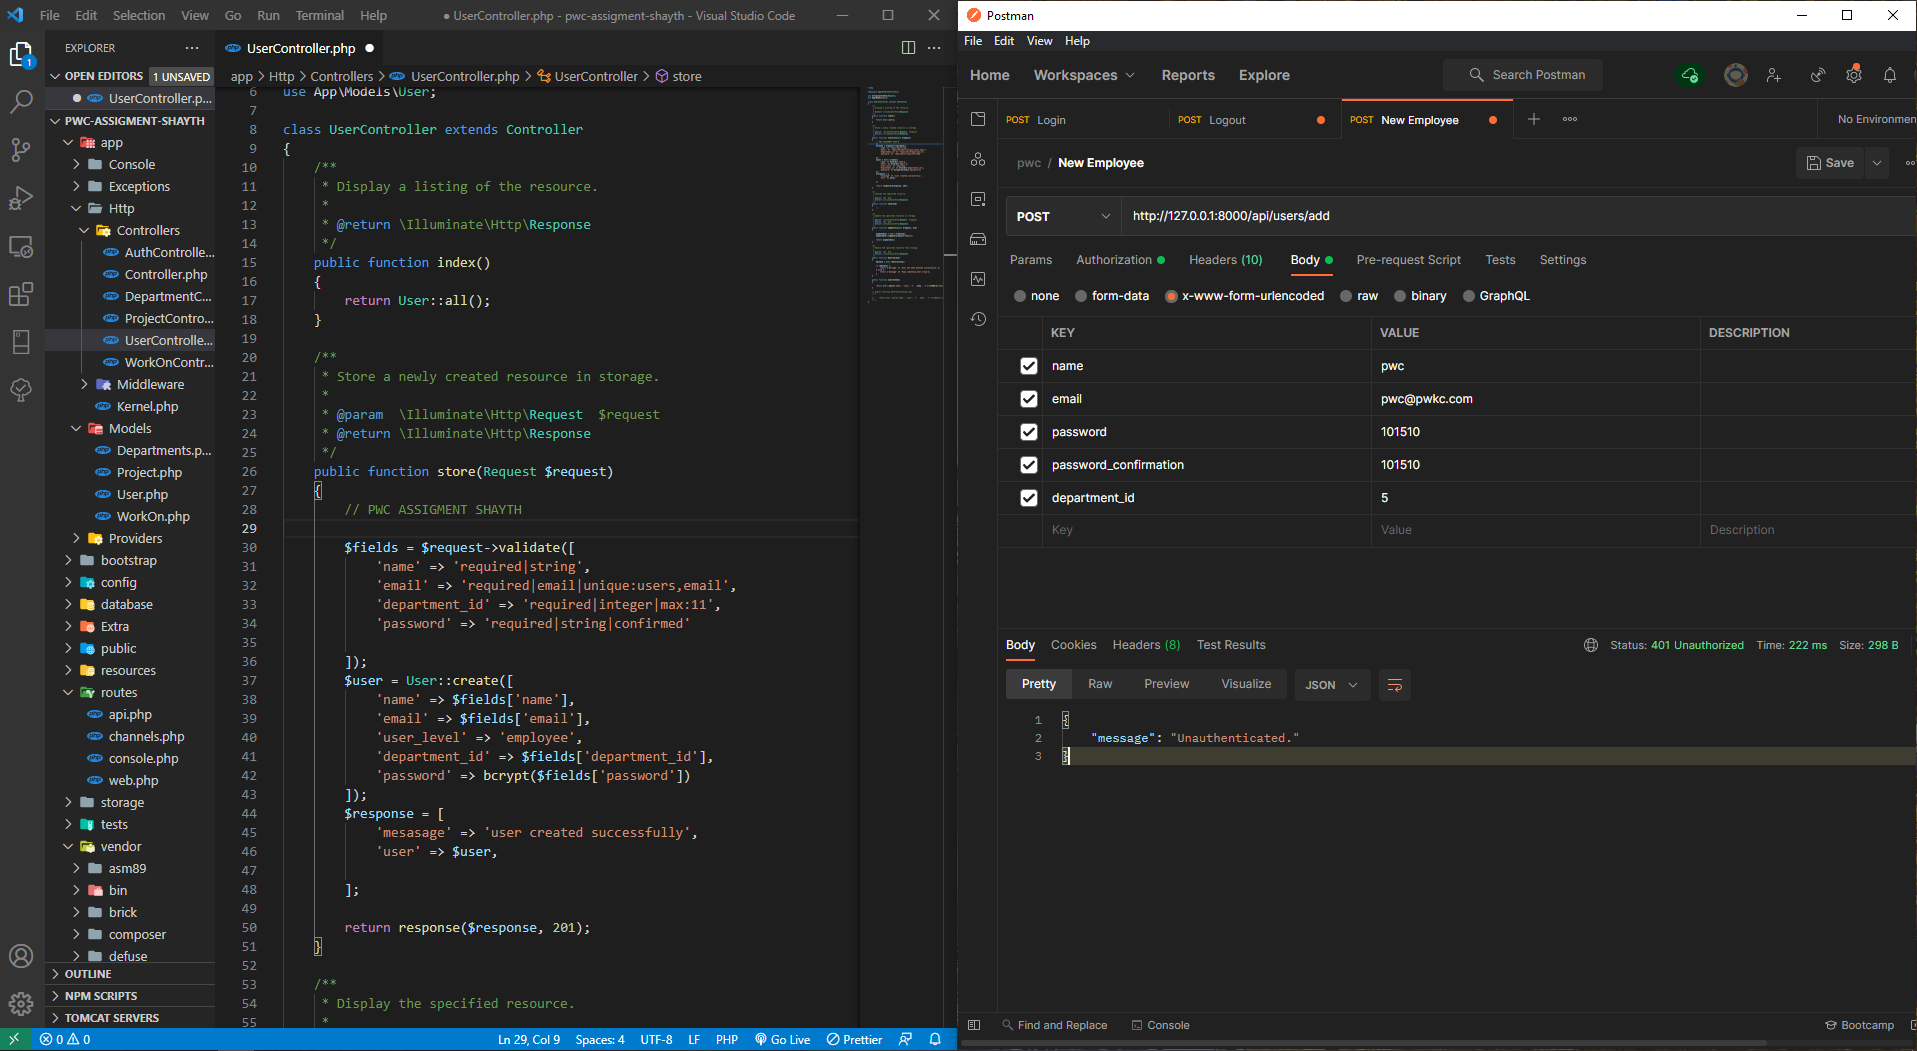 File Edit Selection View Go Run Terminal Help
● UserController.php - pwc-assigment-shayth - Visual Studio Code
EXPLORER
OPEN EDITORS 1 UNSAVED
UserController.p...
PWC-ASSIGMENT-SHAYTH
app
Console
Exceptions
Http
Controllers
AuthControlle...
Controller.php
DepartmentC...
ProjectContro...
UserControlle...
WorkOnContr...
Middleware
Kernel.php
Models
Departments.p...
Project.php
User.php
WorkOn.php
Providers
bootstrap
config
database
Extra
public
resources
routes
api.php
channels.php
console.php
web.php
storage
tests
vendor
asm89
bin
brick
composer
defuse
OUTLINE
NPM SCRIPTS
TOMCAT SERVERS
1
UserController.php
app > Http > Controllers > UserController.php > UserController > store
6 use App\Models\User;
7
8 class UserController extends Controller
9 {
10 /**
11 * Display a listing of the resource.
12 *
13 * @return \Illuminate\Http\Response
14 */
15 public function index()
16 {
17 return User::all();
18 }
19
20 /**
21 * Store a newly created resource in storage.
22 *
23 * @param  \Illuminate\Http\Request  $request
24 * @return \Illuminate\Http\Response
25 */
26 public function store(Request $request)
27 {
28 // PWC ASSIGMENT SHAYTH
29
30 $fields = $request->validate([
31 'name' => 'required|string',
32 'email' => 'required|email|unique:users,email',
33 'department_id' => 'required|integer|max:11',
34 'password' => 'required|string|confirmed'
35
36 ]);
37 $user = User::create([
38 'name' => $fields['name'],
39 'email' => $fields['email'],
40 'user_level' => 'employee',
41 'department_id' => $fields['department_id'],
42 'password' => bcrypt($fields['password'])
43 ]);
44 $response = [
45 'mesasage' => 'user created successfully',
46 'user' => $user,
47
48 ];
49
50 return response($response, 201);
51 }
52
53 /**
54 * Display the specified resource.
55 *
0 0
Ln 29, Col 9 Spaces: 4 UTF-8 LF PHP Go Live Prettier
Postman
File Edit View Help
Home Workspaces Reports Explore
Search Postman
POST Login
POST Logout
POST New Employee
No Environmen
pwc / New Employee
Save
POST http://127.0.0.1:8000/api/users/add
Params Authorization Headers (10) Body Pre-request Script Tests Settings
none form-data x-www-form-urlencoded raw binary GraphQL
KEY VALUE DESCRIPTION
name pwc
email pwc@pwkc.com
password 101510
password_confirmation 101510
department_id 5
Key Value Description
Body Cookies Headers (8) Test Results
Status: 401 Unauthorized Time: 222 ms Size: 298 B
Pretty Raw Preview Visualize JSON
1 {
2 "message": "Unauthenticated."
3 }
Find and Replace Console
Bootcamp